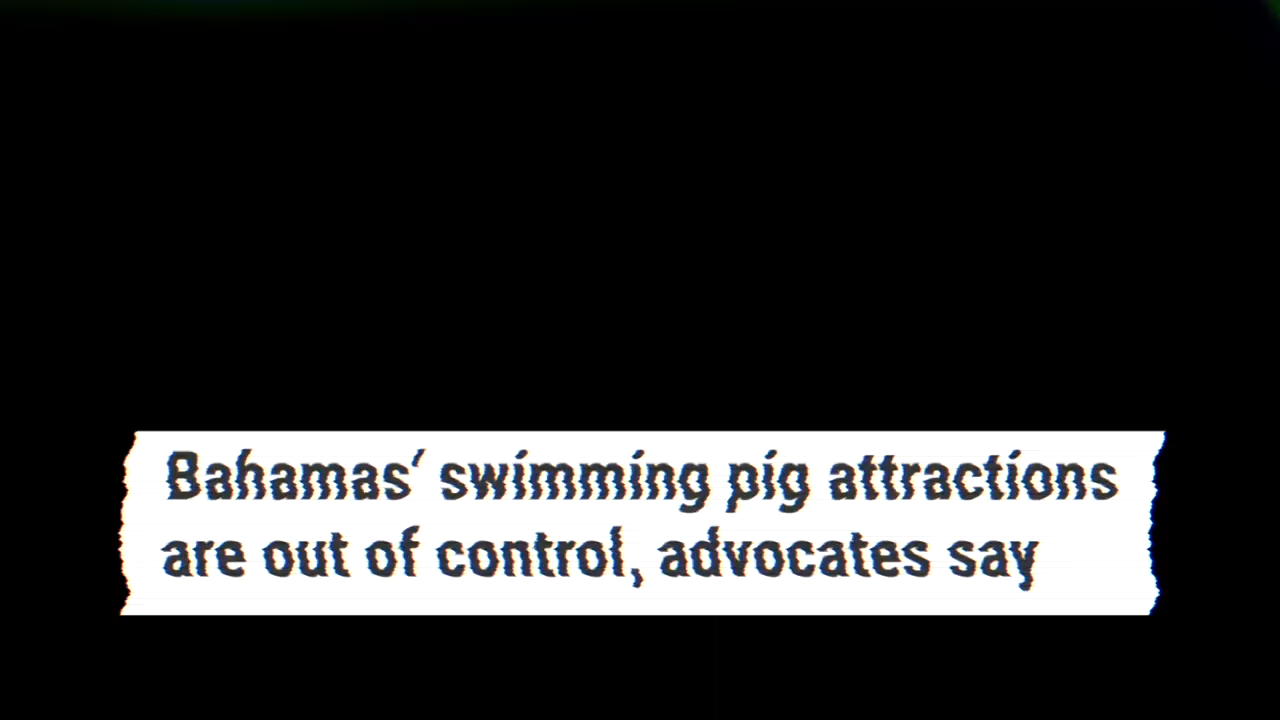 Bahamas’ swimming pig attractions
are out of control, advocates say